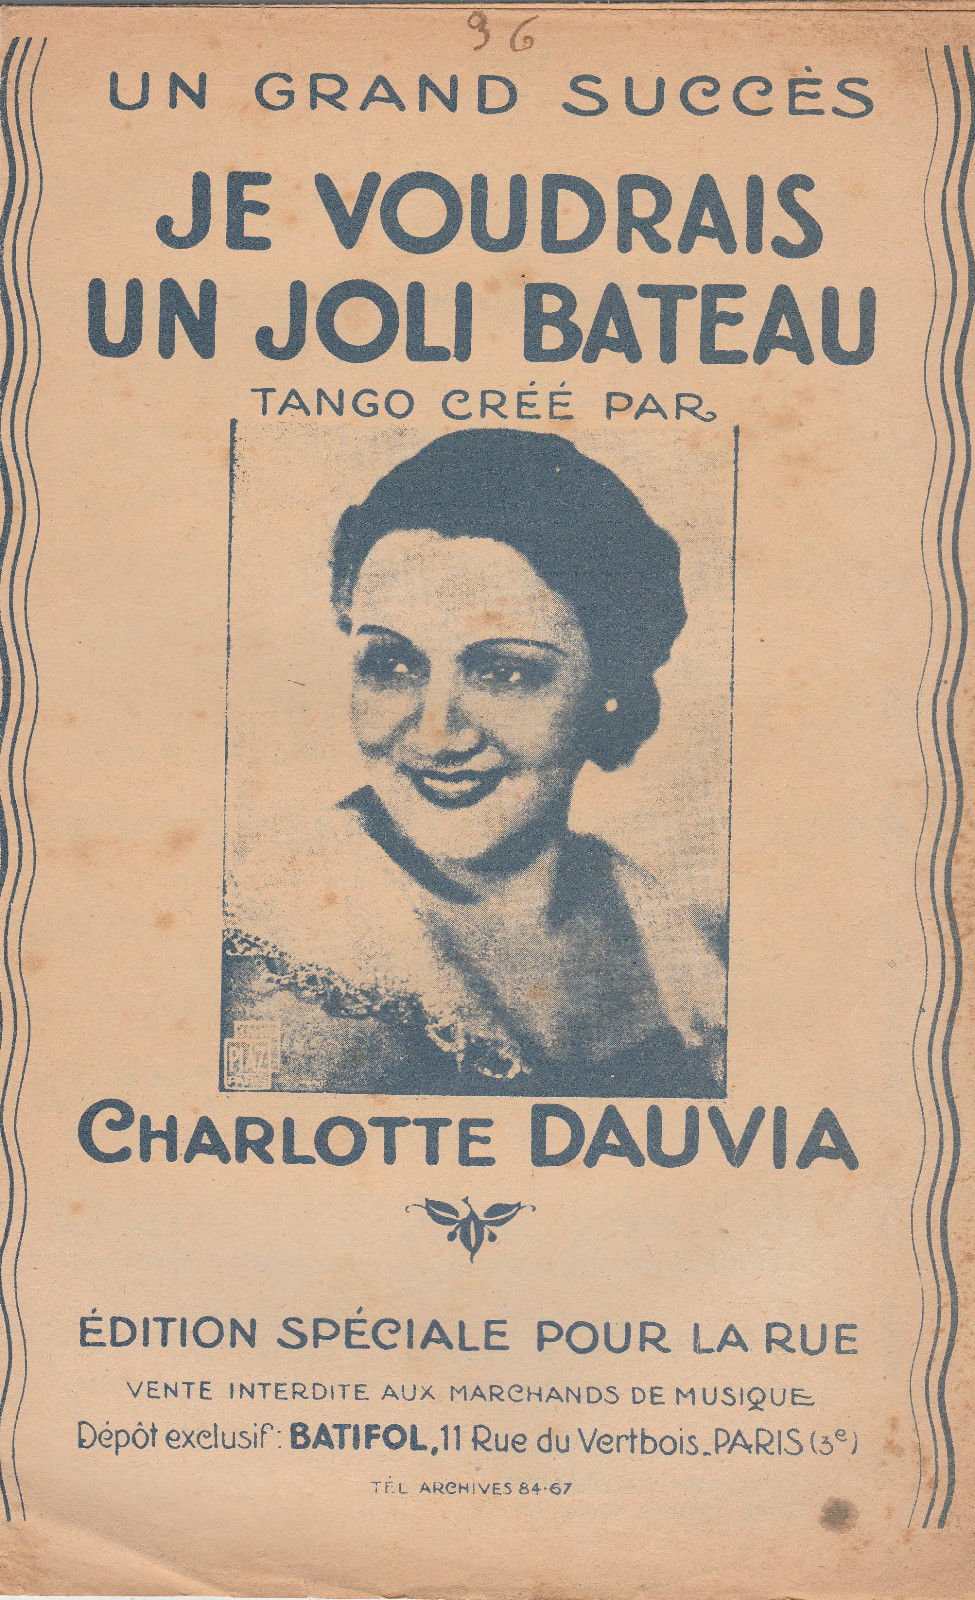 96
UN GRAND SUCCÈS
JE VOUDRAIS
UN JOLI BATEAU
TANGO CRÉÉ PAR
CHARLOTTE DAUVIA
ÉDITION SPÉCIALE POUR LA RUE
VENTE INTERDITE AUX MARCHANDS DE MUSIQUE
Dépôt exclusif: BATIFOL, 11 Rue du Vertbois_PARIS (3e)
TÉL ARCHIVES 84-67